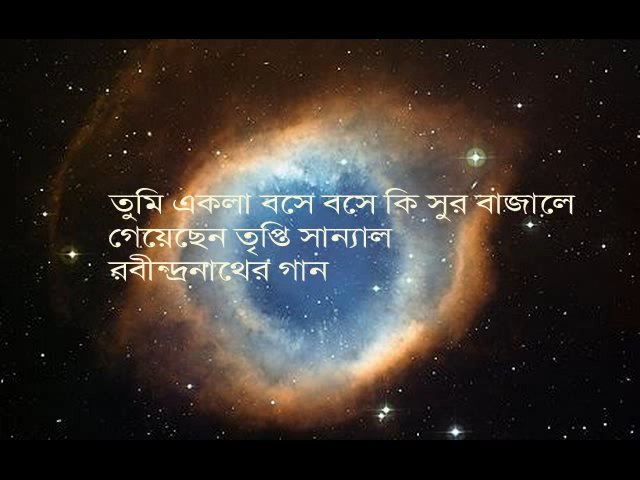 তুমি একলা বসে বসে কি সুর বাজালে
গেয়েছেন তৃপ্তি সান্যাল
রবীন্দ্রনাথের গান